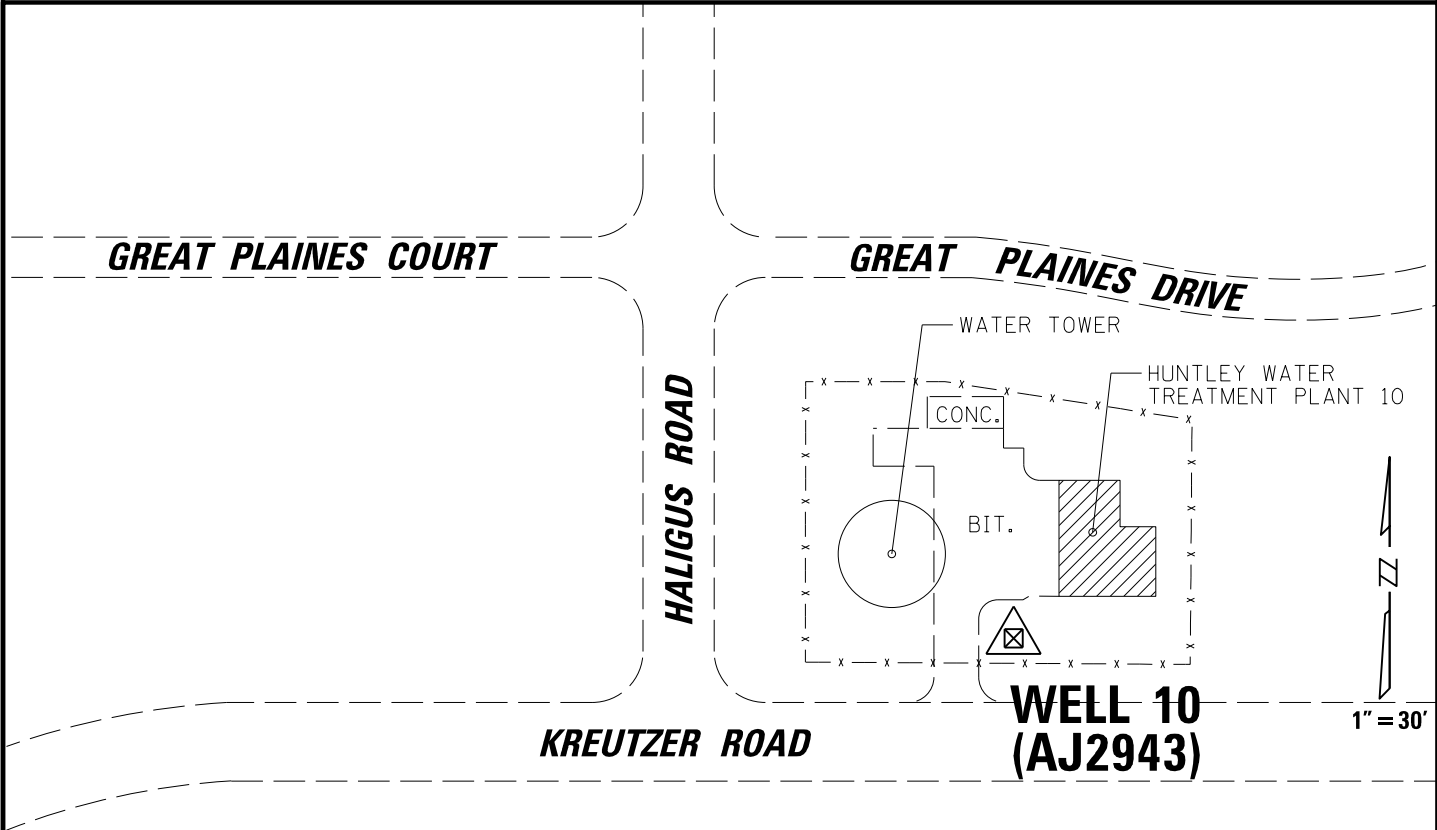 GREAT PLAINES COURT
GREAT PLAINES DRIVE
WATER TOWER
HUNTLEY WATER
TREATMENT PLANT 10
CONC.
HALIGUS ROAD
BIT.
N
WELL 10
(AJ2943)
1" = 30'
KREUTZER ROAD